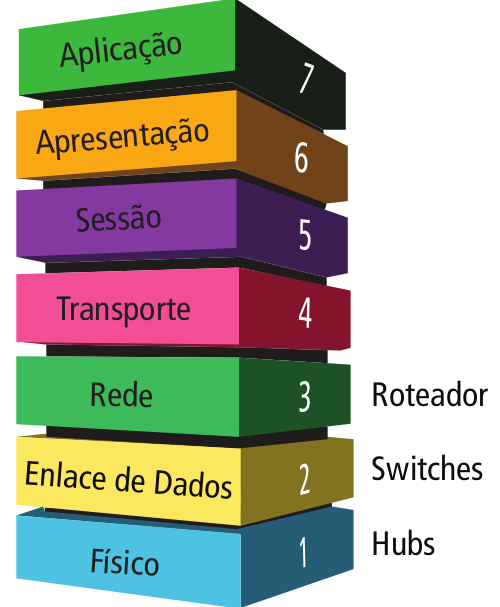 Aplicação 7
Apresentação 6
Sessão 5
Transporte 4
Rede 3 Roteador
Enlace de Dados 2 Switches
Físico 1 Hubs